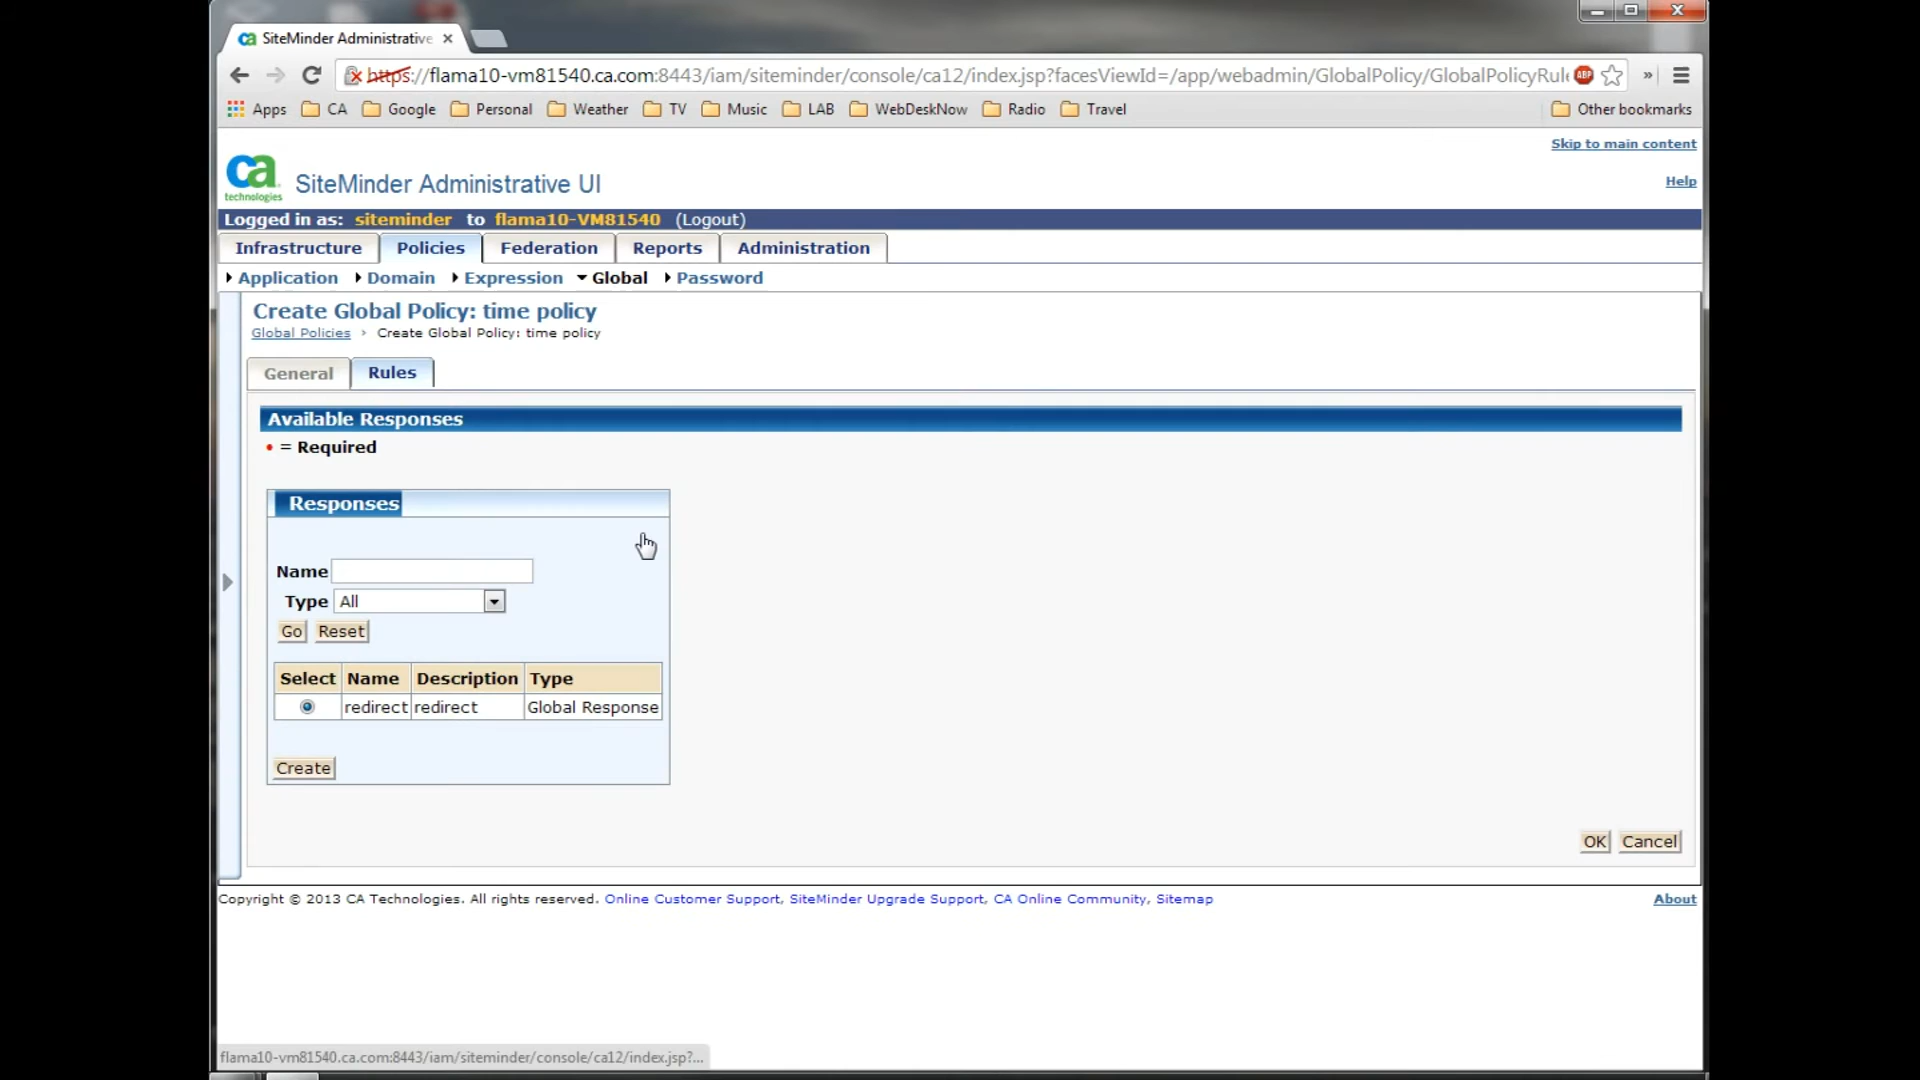 SiteMinder Administrative
https://flama10-vm81540.ca.com:8443/iam/siteminder/console/ca12/index.jsp?facesViewId=/app/webadmin/GlobalPolicy/GlobalPolicyRul
ABP
»
Apps CA Google Personal Weather TV Music LAB WebDeskNow Radio Travel Other bookmarks
Skip to main content
ca
technologies
SiteMinder Administrative UI
Help
Logged in as: siteminder to flama10-VM81540 (Logout)
Infrastructure Policies Federation Reports Administration
Application Domain Expression Global Password
Create Global Policy: time policy
Global Policies › Create Global Policy: time policy
General Rules
Available Responses
• = Required
Responses
Name
Type All
Go Reset
Select Name Description Type
redirect redirect Global Response
Create
OK Cancel
Copyright © 2013 CA Technologies. All rights reserved. Online Customer Support, SiteMinder Upgrade Support, CA Online Community, Sitemap
About
flama10-vm81540.ca.com:8443/iam/siteminder/console/ca12/index.jsp?...